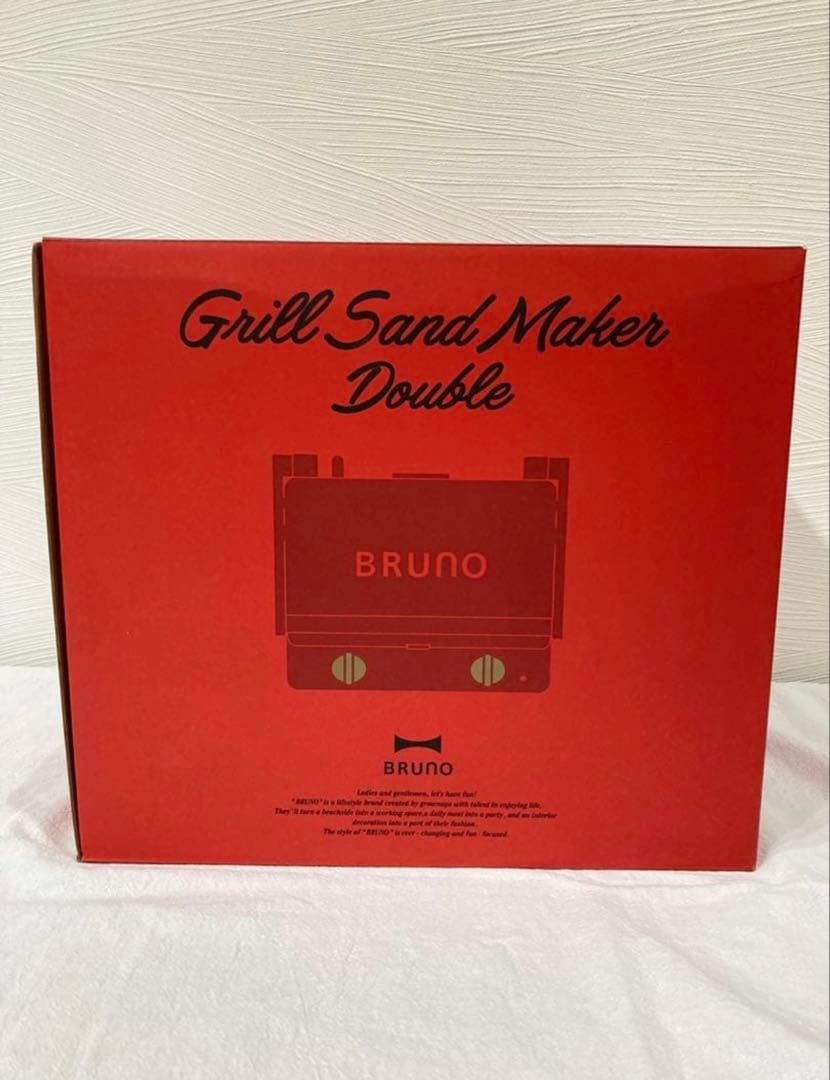 Grill Sand Maker
Double
BRUNO
BRUNO
Ladies and gentlemen, let's have fun!
"BRUNO" is a lifestyle brand created by grownups with talent in enjoying life.
They'll turn a beachside into a working space, a daily meal into a party, and an interior
decoration into a part of their fashion.
The style of "BRUNO" is ever - changing and fun - focused.